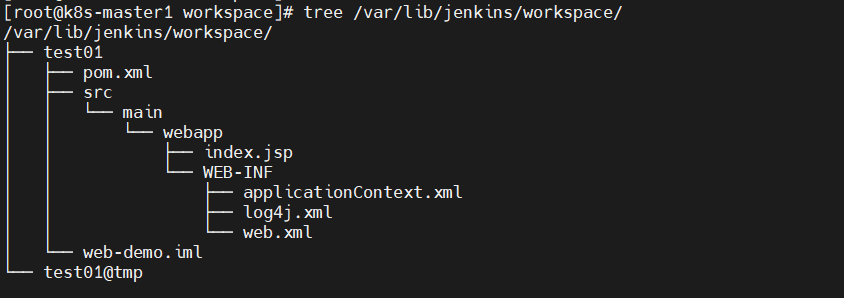 [root@k8s-master1 workspace]# tree /var/lib/jenkins/workspace/
/var/lib/jenkins/workspace/
├── test01
│   ├── pom.xml
│   ├── src
│   │   └── main
│   │       └── webapp
│   │           ├── index.jsp
│   │           └── WEB-INF
│   │               ├── applicationContext.xml
│   │               ├── log4j.xml
│   │               └── web.xml
│   └── web-demo.iml
└── test01@tmp